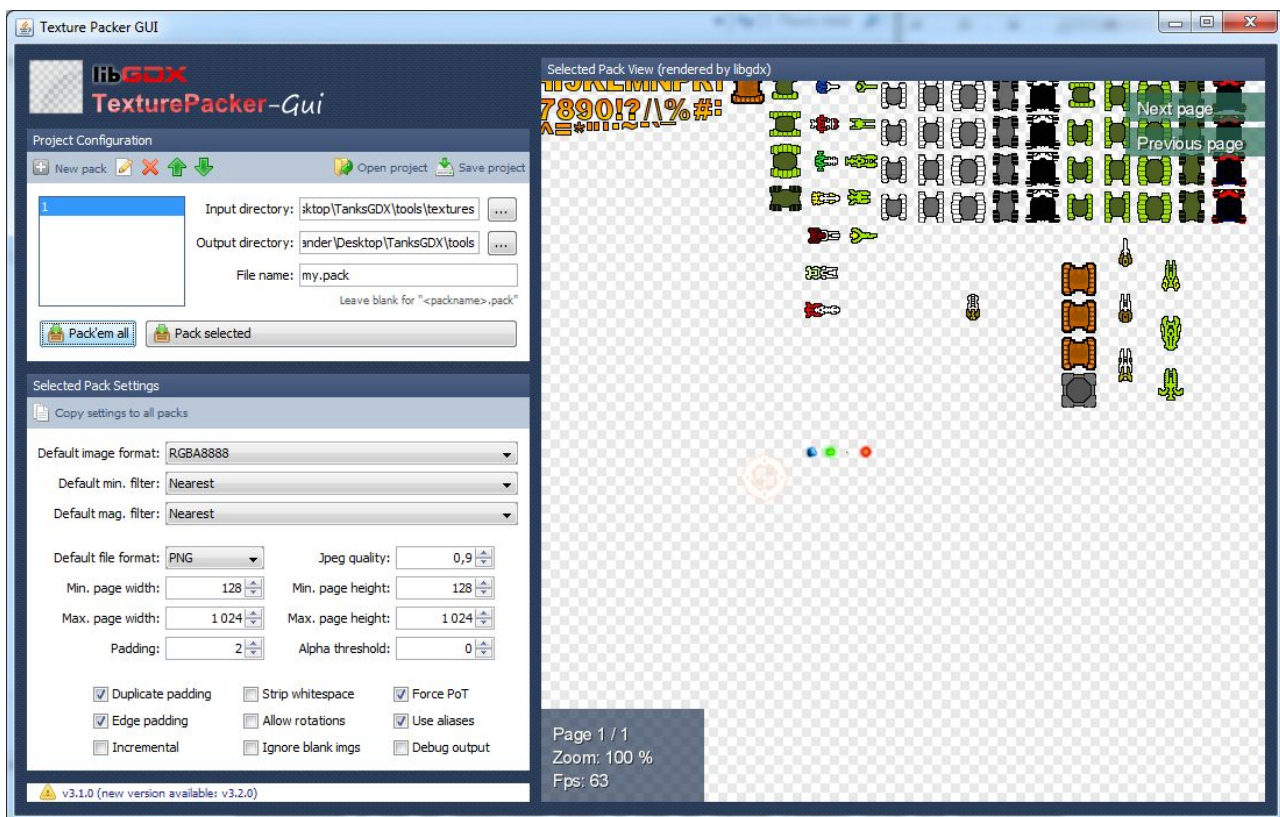 Texture Packer GUI
libGDX
TexturePacker-Gui
Project Configuration
New pack
Open project
Save project
1
Input directory: sktop\TanksGDX\tools\textures ...
Output directory: ander\Desktop\TanksGDX\tools ...
File name: my.pack
Leave blank for "<packname>.pack"
Pack'em all
Pack selected
Selected Pack Settings
Copy settings to all packs
Default image format: RGBA8888
Default min. filter: Nearest
Default mag. filter: Nearest
Default file format: PNG
Jpeg quality: 0,9
Min. page width: 128
Min. page height: 128
Max. page width: 1 024
Max. page height: 1 024
Padding: 2
Alpha threshold: 0
Duplicate padding
Strip whitespace
Force PoT
Edge padding
Allow rotations
Use aliases
Incremental
Ignore blank imgs
Debug output
v3.1.0 (new version available: v3.2.0)
Selected Pack View (rendered by libgdx)
7890!?/\%#:
Next page
Previous page
Page 1 / 1
Zoom: 100 %
Fps: 63